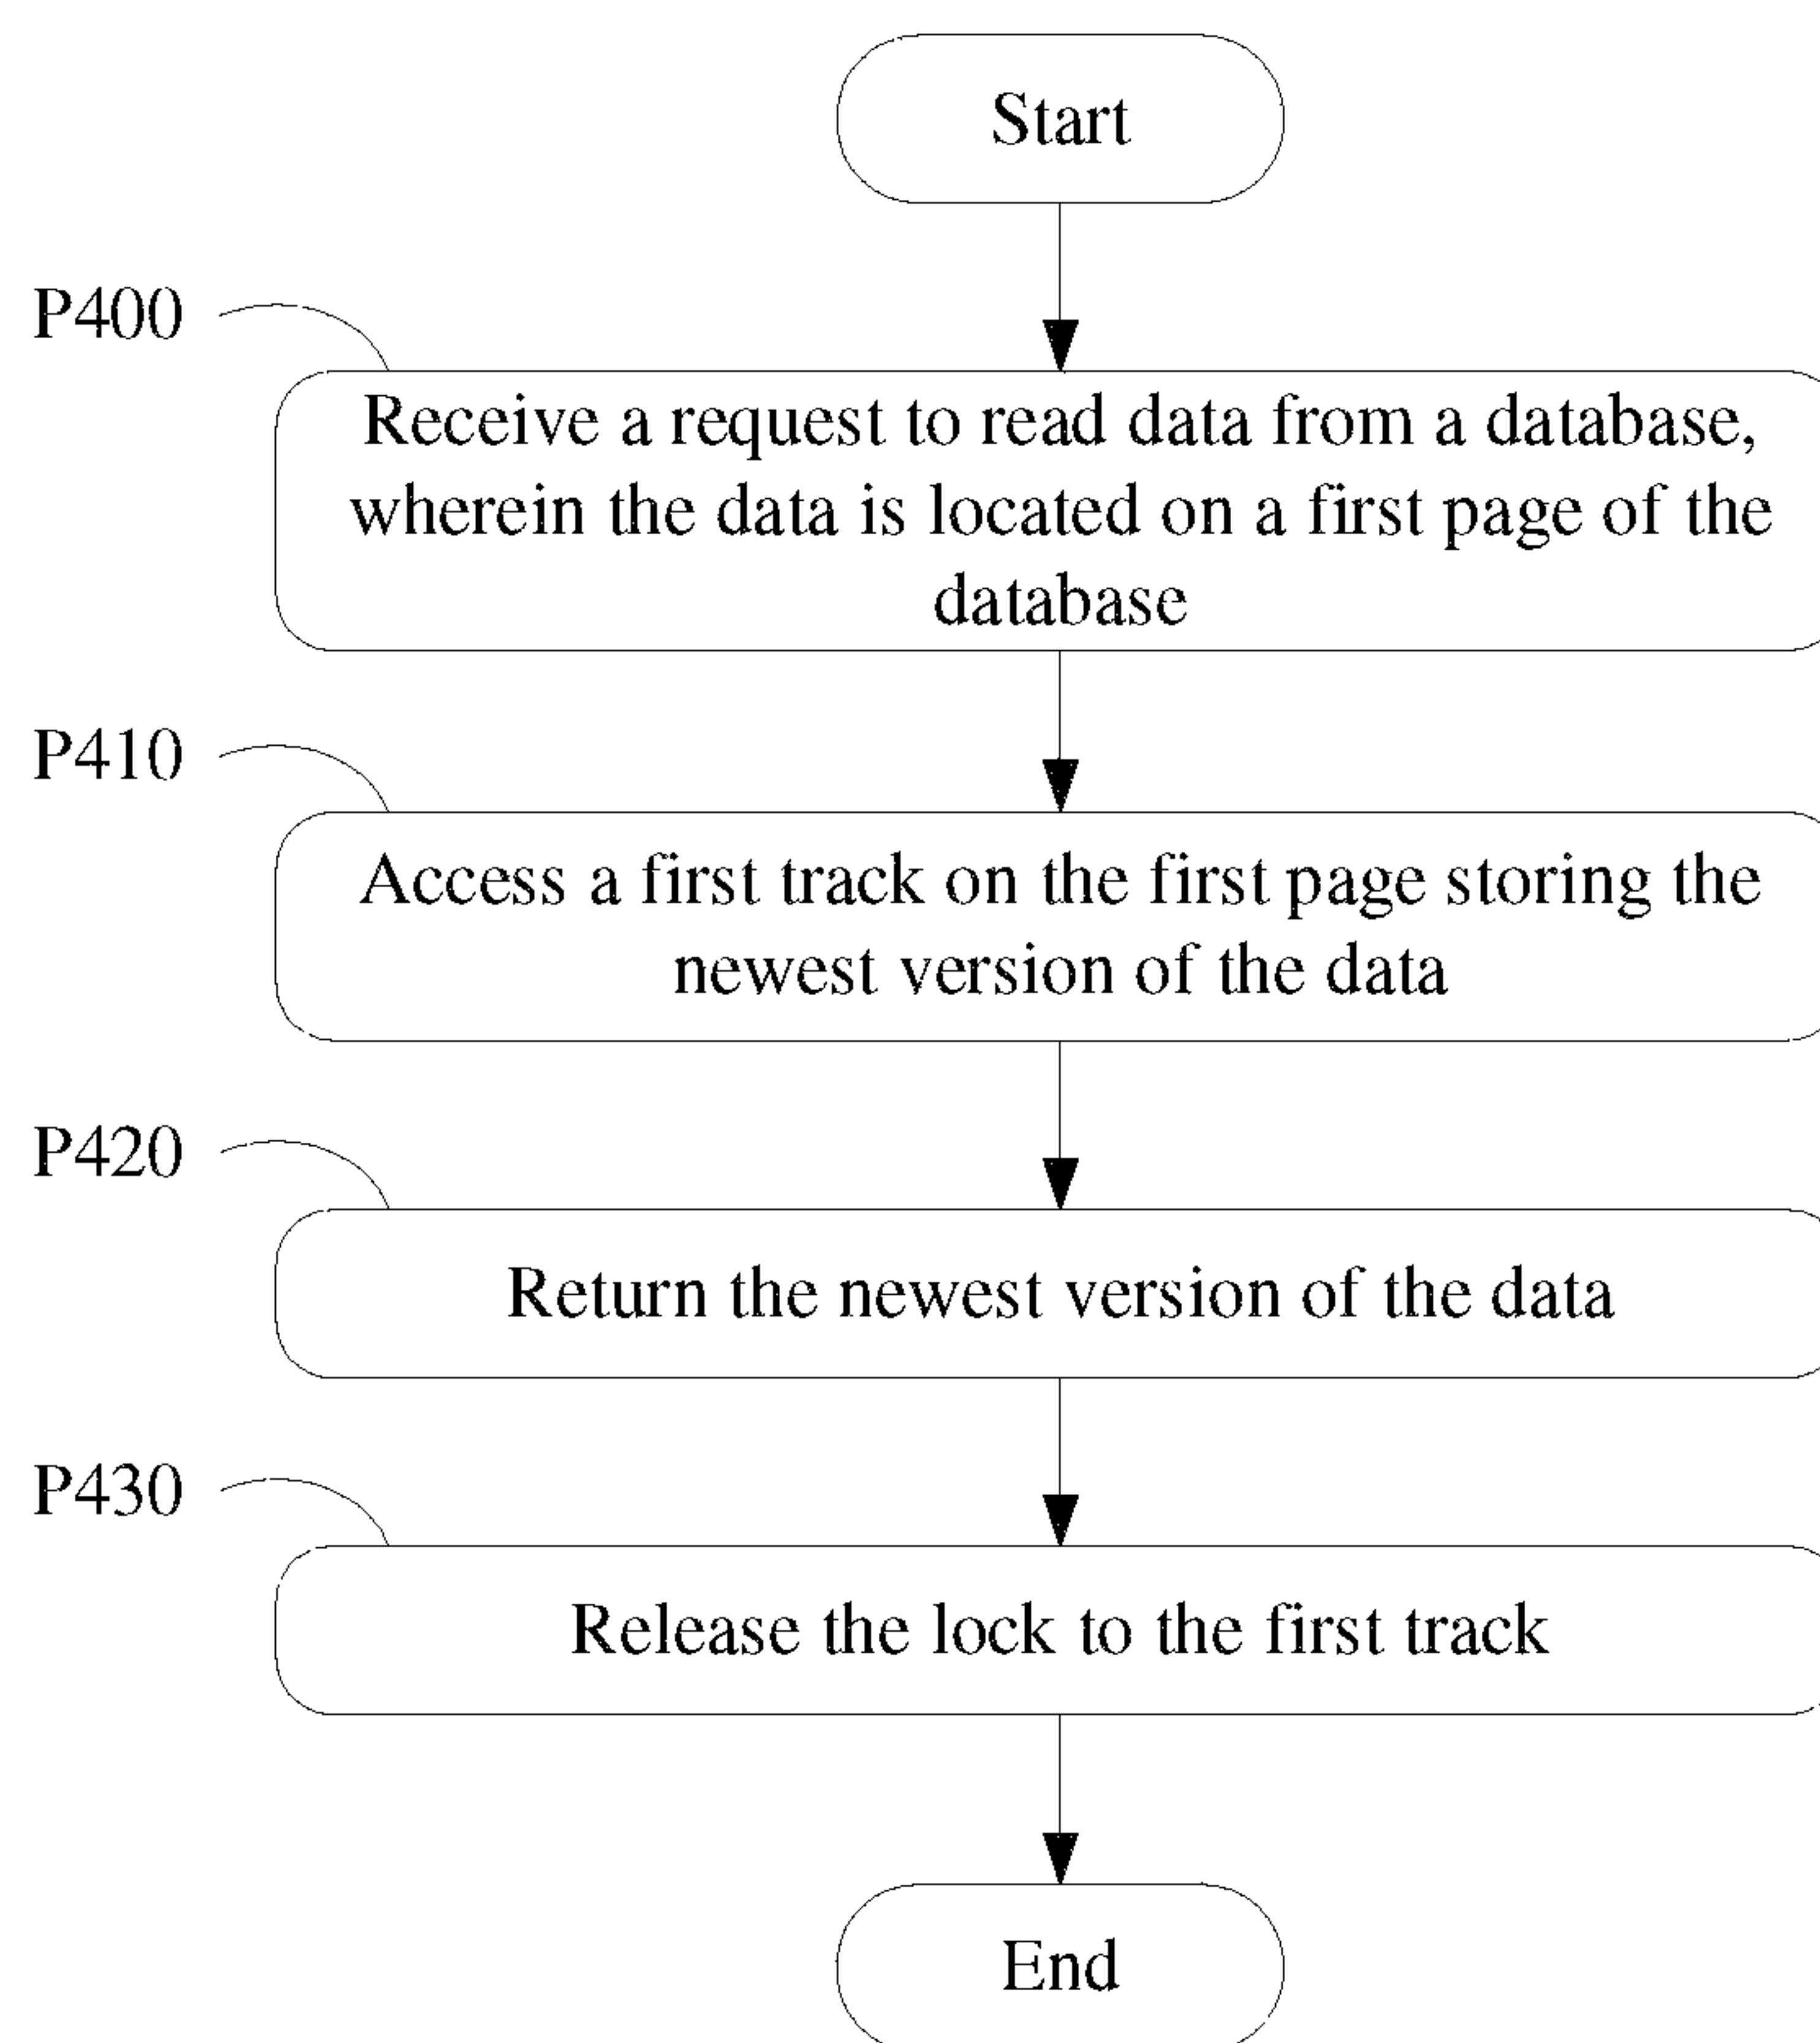 Start
P400
Receive a request to read data from a database,
wherein the data is located on a first page of the
database
P410
Access a first track on the first page storing the
newest version of the data
P420
Return the newest version of the data
P430
Release the lock to the first track
End